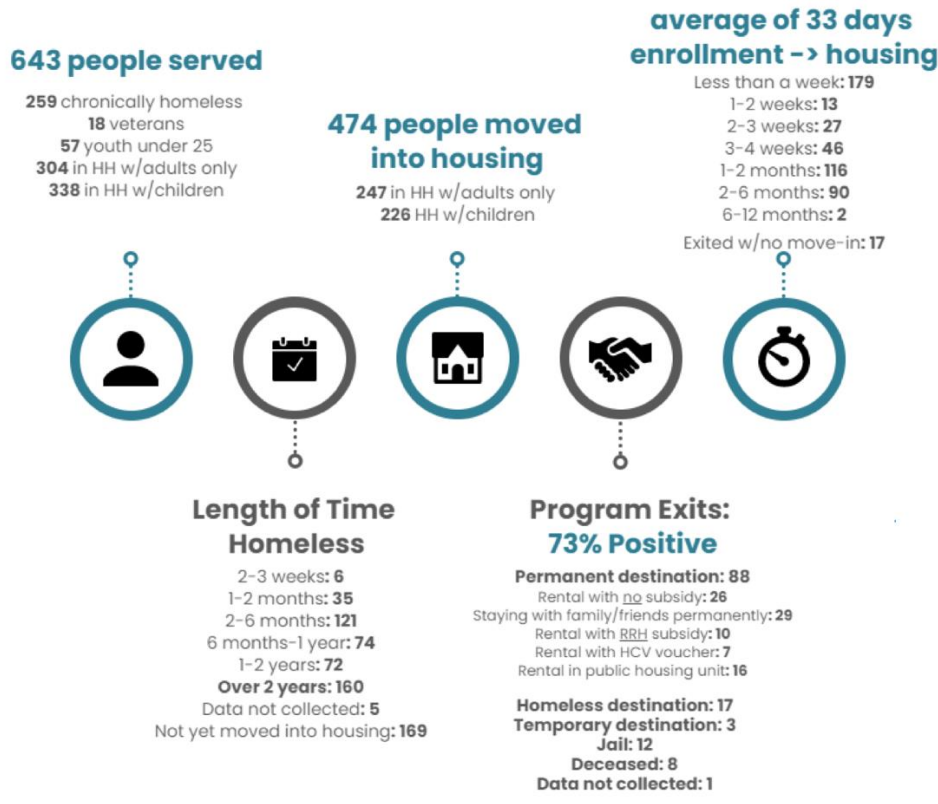 643 people served
259 chronically homeless
18 veterans
57 youth under 25
304 in HH w/adults only
338 in HH w/children
474 people moved
into housing
247 in HH w/adults only
226 HH w/children
average of 33 days
enrollment -> housing
Less than a week: 179
1-2 weeks: 13
2-3 weeks: 27
3-4 weeks: 46
1-2 months: 116
2-6 months: 90
6-12 months: 2
Exited w/no move-in: 17
Length of Time
Homeless
2-3 weeks: 6
1-2 months: 35
2-6 months: 121
6 months-1 year: 74
1-2 years: 72
Over 2 years: 160
Data not collected: 5
Not yet moved into housing: 169
Program Exits:
73% Positive
Permanent destination: 88
Rental with no subsidy: 26
Staying with family/friends permanently: 29
Rental with RRH subsidy: 10
Rental with HCV voucher: 7
Rental in public housing unit: 16
Homeless destination: 17
Temporary destination: 3
Jail: 12
Deceased: 8
Data not collected: 1